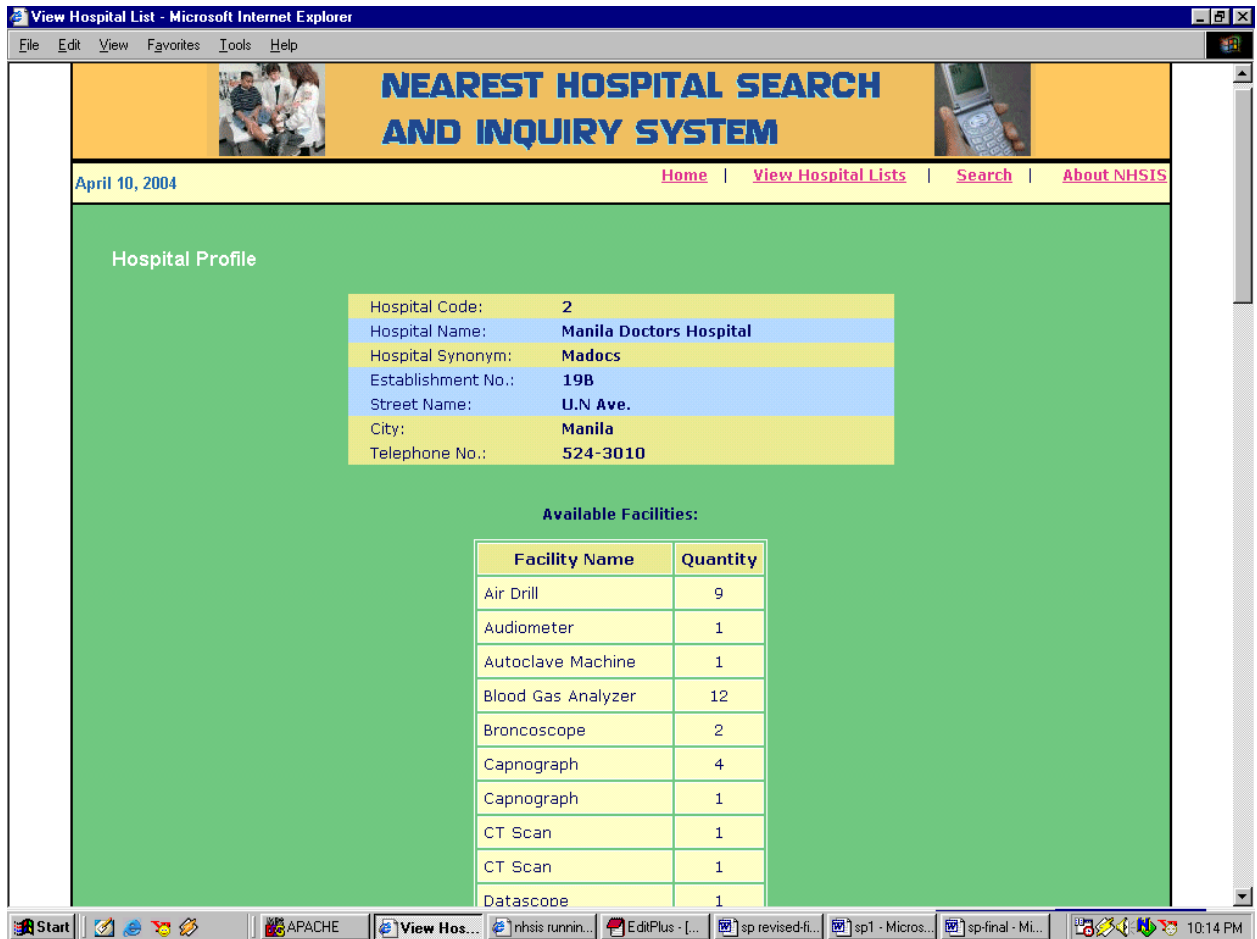 View Hospital List - Microsoft Internet Explorer
File Edit View Favorites Tools Help
NEAREST HOSPITAL SEARCH
AND INQUIRY SYSTEM
April 10, 2004
Home | View Hospital Lists | Search | About NHSIS
Hospital Profile
Hospital Code: 2
Hospital Name: Manila Doctors Hospital
Hospital Synonym: Madocs
Establishment No.: 19B
Street Name: U.N Ave.
City: Manila
Telephone No.: 524-3010
Available Facilities:
Facility Name Quantity
Air Drill 9
Audiometer 1
Autoclave Machine 1
Blood Gas Analyzer 12
Broncoscope 2
Capnograph 4
Capnograph 1
CT Scan 1
CT Scan 1
Datascope 1
Start APACHE View Hos... nhsis runnin... EditPlus - [... sp revised-fi... sp1 - Micros... sp-final - Mi... 10:14 PM